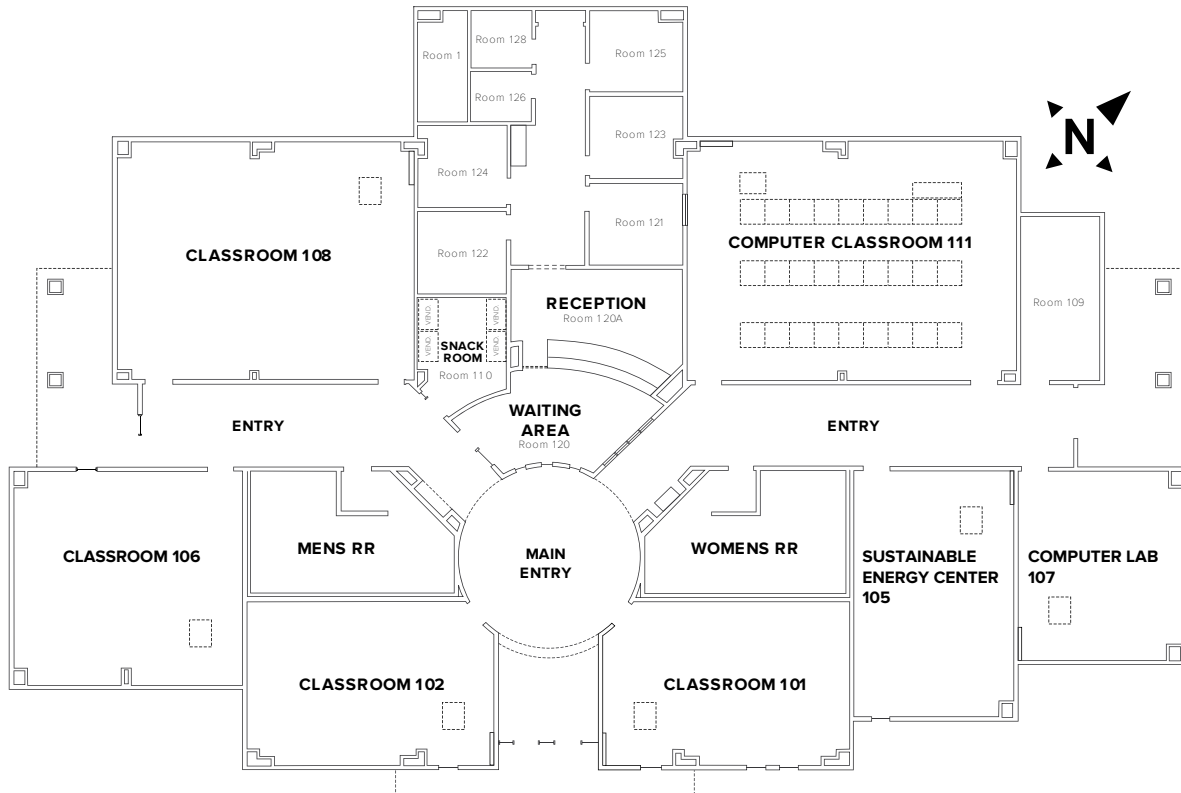 Room 128
Room 125
Room 1
Room 126
Room 123
Room 124
N
Room 121
Room 122
CLASSROOM 108
COMPUTER CLASSROOM 111
RECEPTION
Room 120A
Room 109
VEND.
VEND.
VEND.
VEND.
SNACK
ROOM
Room 110
WAITING
AREA
Room 120
ENTRY
ENTRY
CLASSROOM 106
MENS RR
MAIN
ENTRY
WOMENS RR
SUSTAINABLE
ENERGY CENTER
105
COMPUTER LAB
107
CLASSROOM 102
CLASSROOM 101